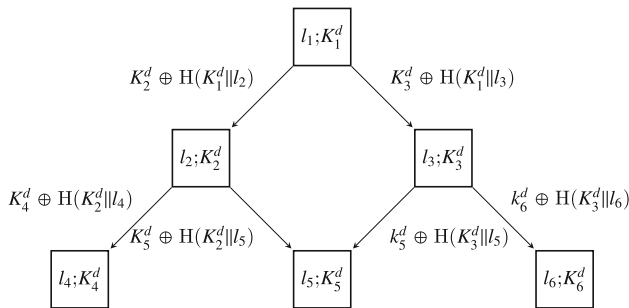 l₁;K₁ᵈ
K₂ᵈ ⊕ H(K₁ᵈ||l₂) K₃ᵈ ⊕ H(K₁ᵈ||l₃)
l₂;K₂ᵈ l₃;K₃ᵈ
K₄ᵈ ⊕ H(K₂ᵈ||l₄) k₆ᵈ ⊕ H(K₃ᵈ||l₆)
K₅ᵈ ⊕ H(K₂ᵈ||l₅) k₅ᵈ ⊕ H(K₃ᵈ||l₅)
l₄;K₄ᵈ l₅;K₅ᵈ l₆;K₆ᵈ